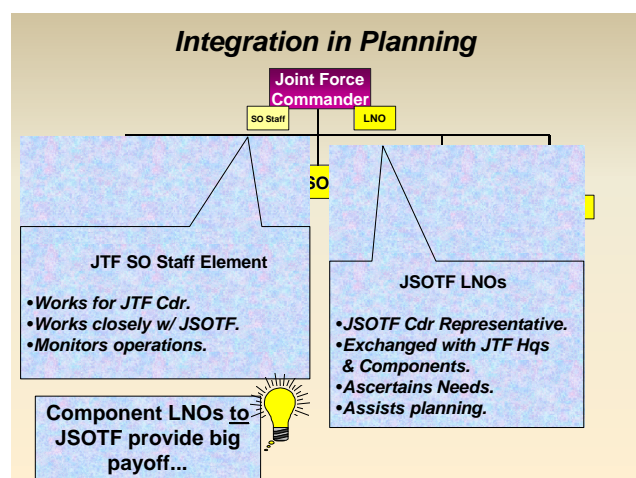 Integration in Planning
Joint Force
Commander
SO Staff
LNO
SO
JTF SO Staff Element
•Works for JTF Cdr.
•Works closely w/ JSOTF.
•Monitors operations.
JSOTF LNOs
•JSOTF Cdr Representative.
•Exchanged with JTF Hqs
& Components.
•Ascertains Needs.
•Assists planning.
Component LNOs to
JSOTF provide big
payoff...